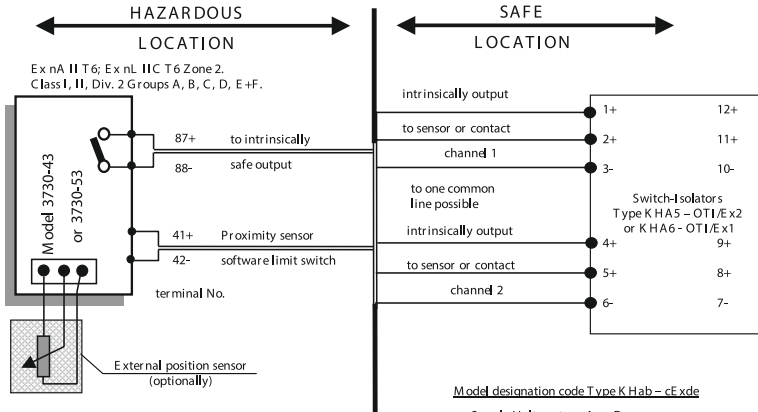 HAZARDOUS
LOCATION
SAFE
LOCATION
Ex nA II T6; Ex nL IIC T6 Zone 2.
Class I, II, Div. 2 Groups A, B, C, D, E+F.
Model 3730-43
or 3730-53
87+ to intrinsically
88- safe output
41+ Proximity sensor
42- software limit switch
terminal No.
External position sensor
(optionally)
intrinsically output
to sensor or contact
channel 1
to one common
line possible
intrinsically output
to sensor or contact
channel 2
1+ 12+
2+ 11+
3- 10-
Switch-Isolators
Type KHA5 – OTI/Ex2
or KHA6 - OTI/Ex1
4+ 9+
5+ 8+
6- 7-
Model designation code Type KHab – cExde